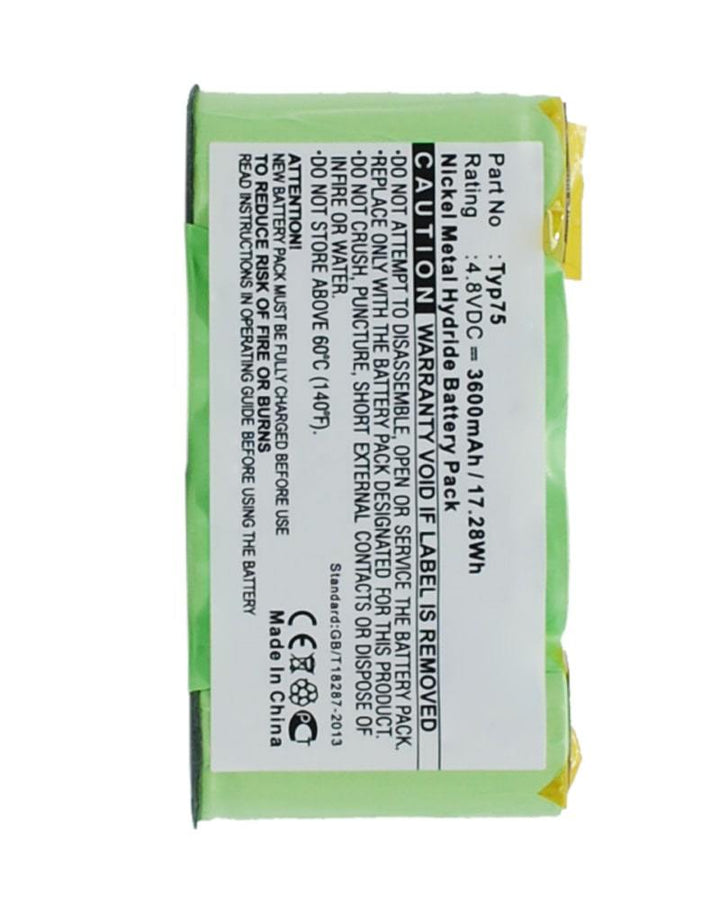 Part No : Typ75
Rating : 4.8VDC ⎓ 3600mAh / 17.28Wh
Nickel Metal Hydride Battery Pack
CAUTION WARRANTY VOID IF LABEL IS REMOVED
•DO NOT ATTEMPT TO DISASSEMBLE, OPEN OR SERVICE THE BATTERY PACK.
•REPLACE ONLY WITH THE BATTERY PACK DESIGNATED FOR THIS PRODUCT.
•DO NOT CRUSH, PUNCTURE, SHORT EXTERNAL CONTACTS OR DISPOSE OF
IN FIRE OR WATER.
•DO NOT STORE ABOVE 60℃ (140℉).
Standard:GB/T18287-2013
ATTENTION!
NEW BATTERY PACK MUST BE FULLY CHARGED BEFORE USE
TO REDUCE RISK OF FIRE OR BURNS
READ INSTRUCTIONS IN OPERATING GUIDE BEFORE USING THE BATTERY
CE PCT
Made In China